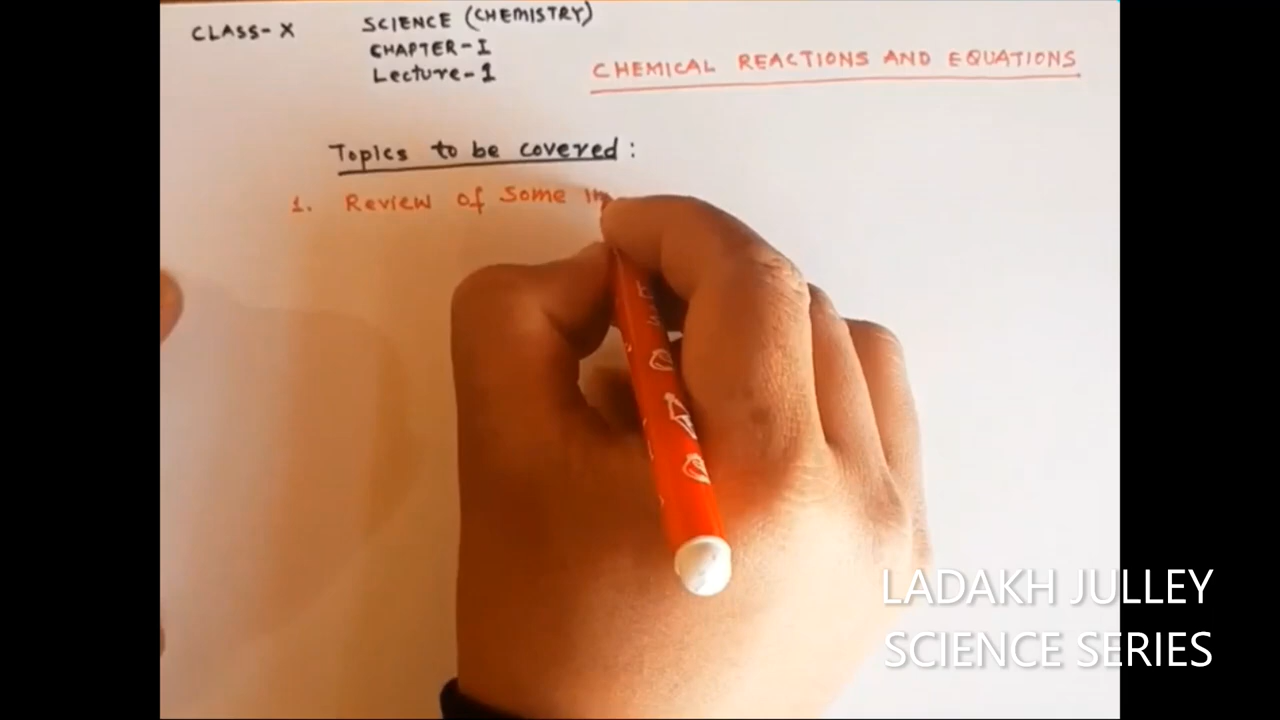 CLASS-X
SCIENCE (CHEMISTRY)
CHAPTER-I
Lecture-1
CHEMICAL REACTIONS AND EQUATIONS
Topics to be covered :
1. Review of Some
LADAKH JULLEY
SCIENCE SERIES